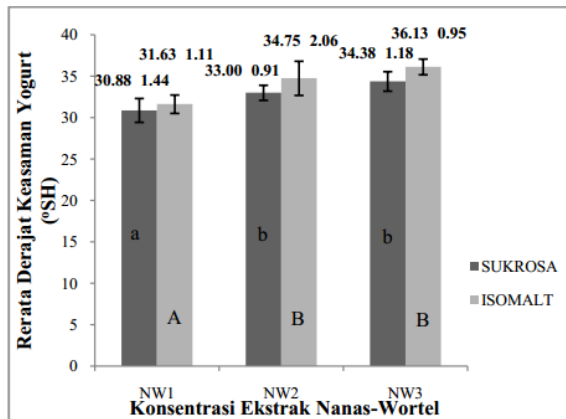 Rerata Derajat Keasaman Yogurt
(°SH)
40
35
30
25
20
15
10
5
0
36.13 0.95
34.75 2.06
34.38 1.18
31.63 1.11
33.00 0.91
30.88 1.44
a
b
b
A
B
B
SUKROSA
ISOMALT
NW1
NW2
NW3
Konsentrasi Ekstrak Nanas-Wortel